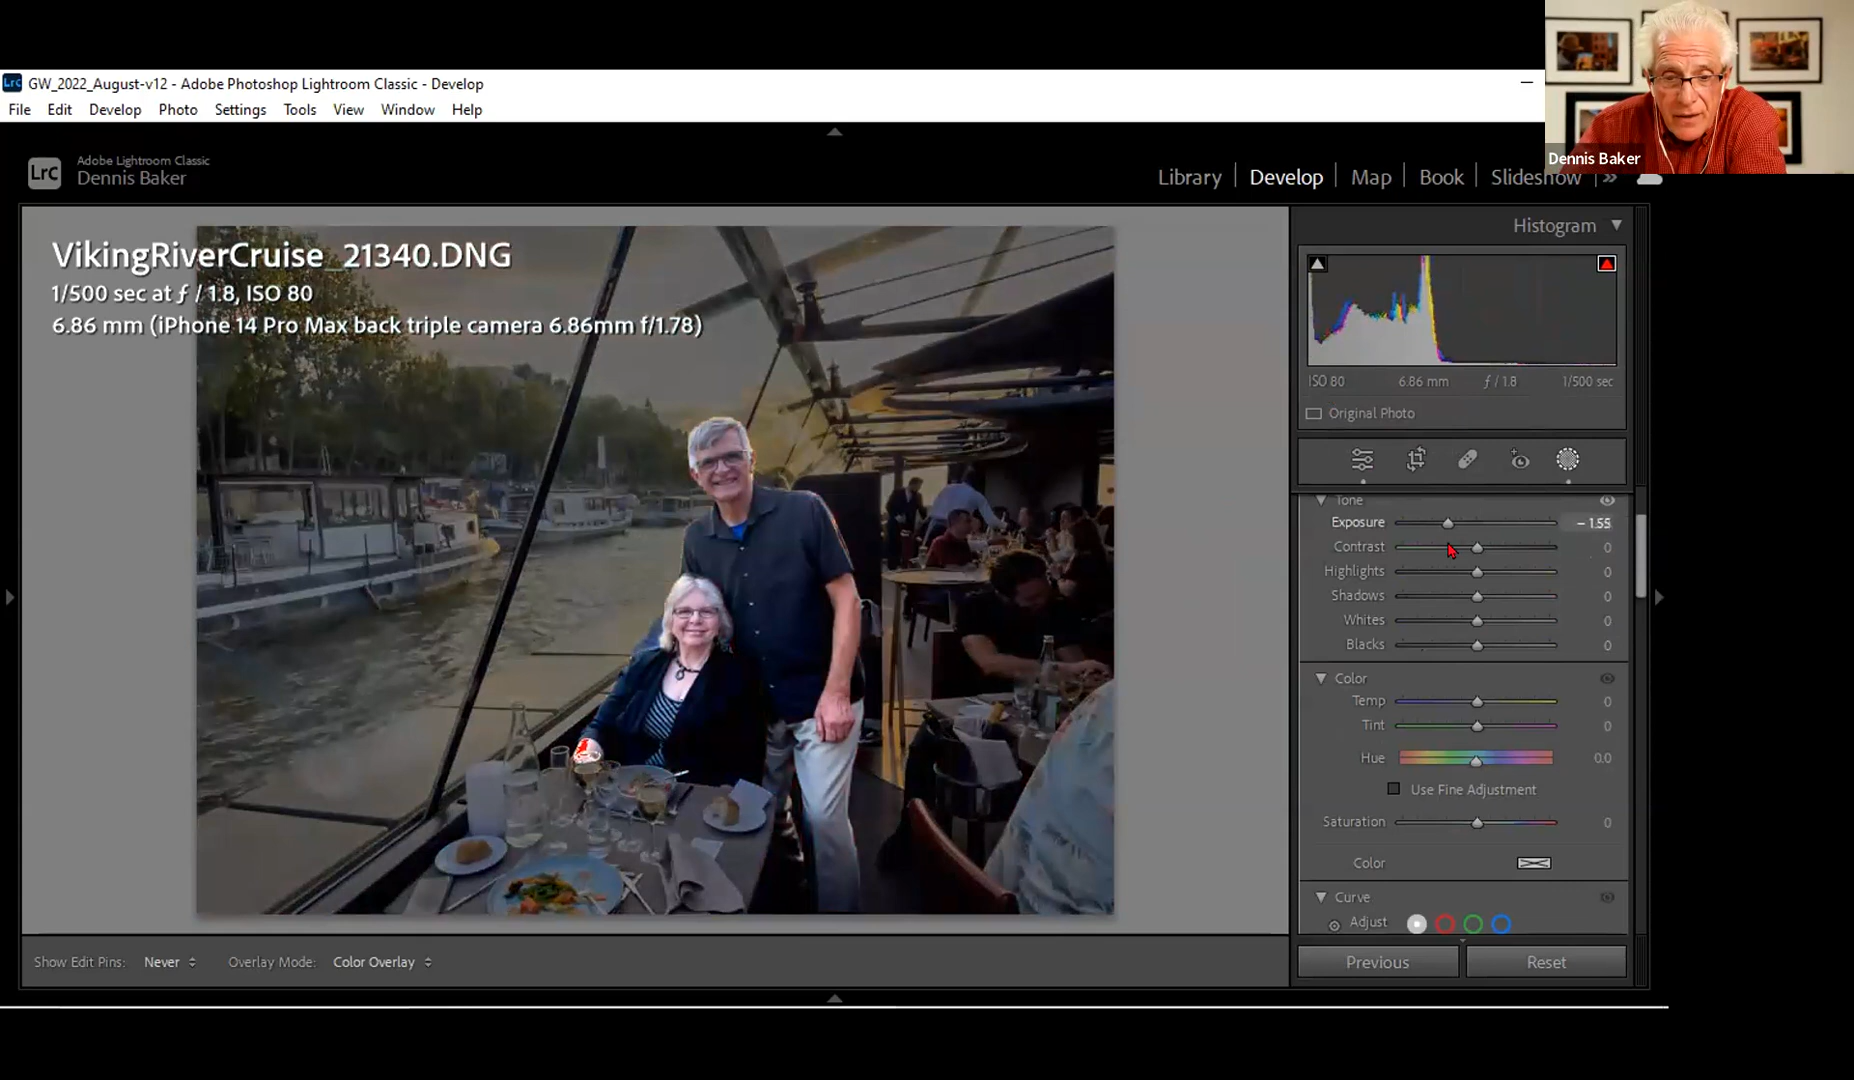 Dennis Baker
Lrc GW_2022_August-v12 - Adobe Photoshop Lightroom Classic - Develop
File Edit Develop Photo Settings Tools View Window Help
LrC
Adobe Lightroom Classic
Dennis Baker
Library | Develop | Map | Book | Slideshow
Histogram
VikingRiverCruise_21340.DNG
1/500 sec at ƒ / 1.8, ISO 80
6.86 mm (iPhone 14 Pro Max back triple camera 6.86mm f/1.78)
ISO 80 6.86 mm ƒ / 1.8 1/500 sec
Original Photo
Tone
Exposure – 1.55
Contrast 0
Highlights 0
Shadows 0
Whites 0
Blacks 0
Color
Temp 0
Tint 0
Hue 0.0
Use Fine Adjustment
Saturation 0
Color
Curve
Adjust
Show Edit Pins: Never Overlay Mode: Color Overlay
Previous Reset